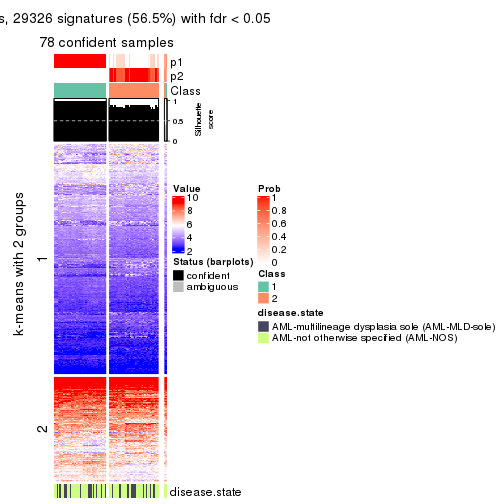 s, 29326 signatures (56.5%) with fdr < 0.05
78 confident samples
p1
p2
Class
1
0.5
0
Silhouette
score
k-means with 2 groups
1
2
Value
10
8
6
4
2
Status (barplots)
confident
ambiguous
Prob
1
0.8
0.6
0.4
0.2
0
Class
1
2
disease.state
AML-multilineage dysplasia sole (AML-MLD-sole)
AML-not otherwise specified (AML-NOS)
disease.state